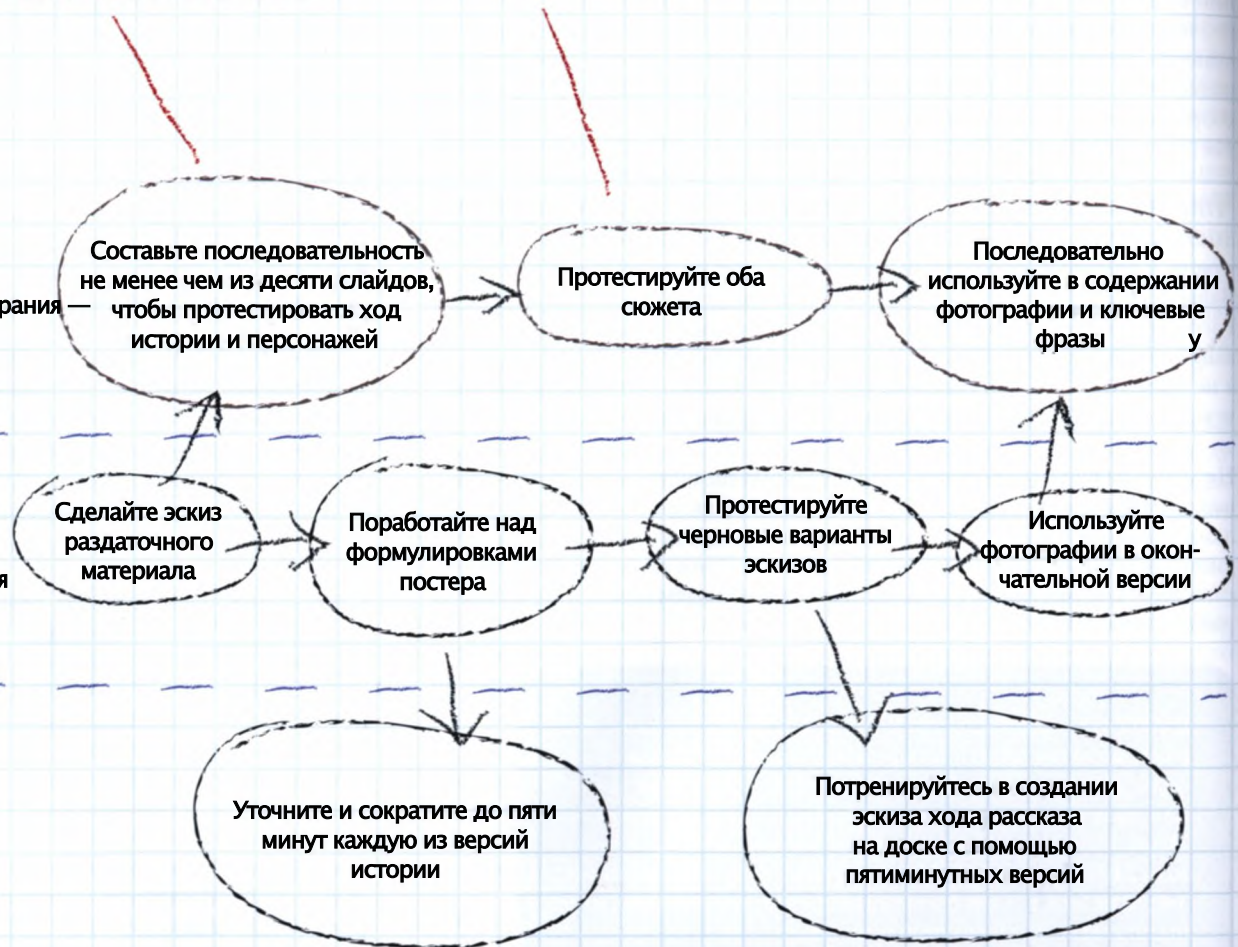 Составьте последовательность
не менее чем из десяти слайдов,
чтобы протестировать ход
истории и персонажей
рания —
Протестируйте оба
сюжета
Последовательно
используйте в содержании
фотографии и ключевые
фразы
у
Сделайте эскиз
раздаточного
материала
я
Поработайте над
формулировками
постера
Протестируйте
черновые варианты
эскизов
Используйте
фотографии в окон-
чательной версии
Уточните и сократите до пяти
минут каждую из версий
истории
Потренируйтесь в создании
эскиза хода рассказа
на доске с помощью
пятиминутных версий